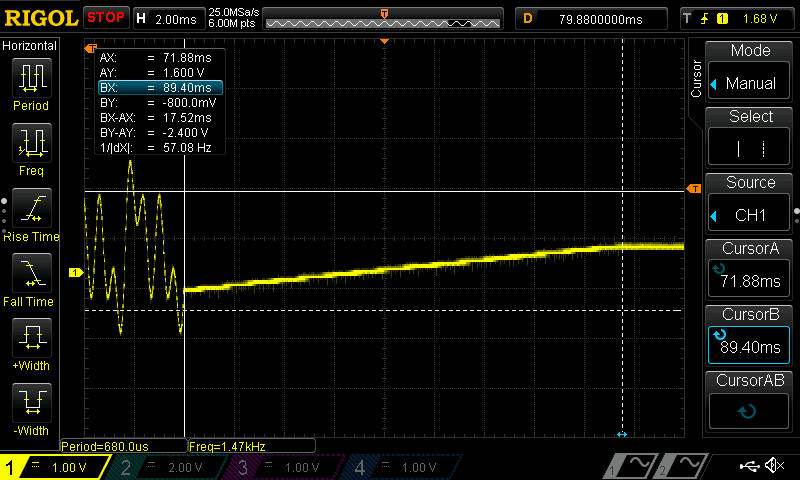 RIGOL STOP H 2.00ms 25.0MSa/s 6.00M pts T D 79.8800000ms T 1 1.68 V
Horizontal
Period
Freq
Rise Time
Fall Time
+Width
-Width
T
AX: = 71.88ms
AY: = 1.600 V
BX: = 89.40ms
BY: = -800.0mV
BX-AX: = 17.52ms
BY-AY: = -2.400 V
1/|dX|: = 57.08 Hz
T
1
Period=680.0us Freq=1.47kHz
Cursor
Mode
Manual
Select
Source
CH1
CursorA
71.88ms
CursorB
89.40ms
CursorAB
1 = 1.00 V 2 = 2.00 V 3 = 1.00 V 4 = 1.00 V 1 2